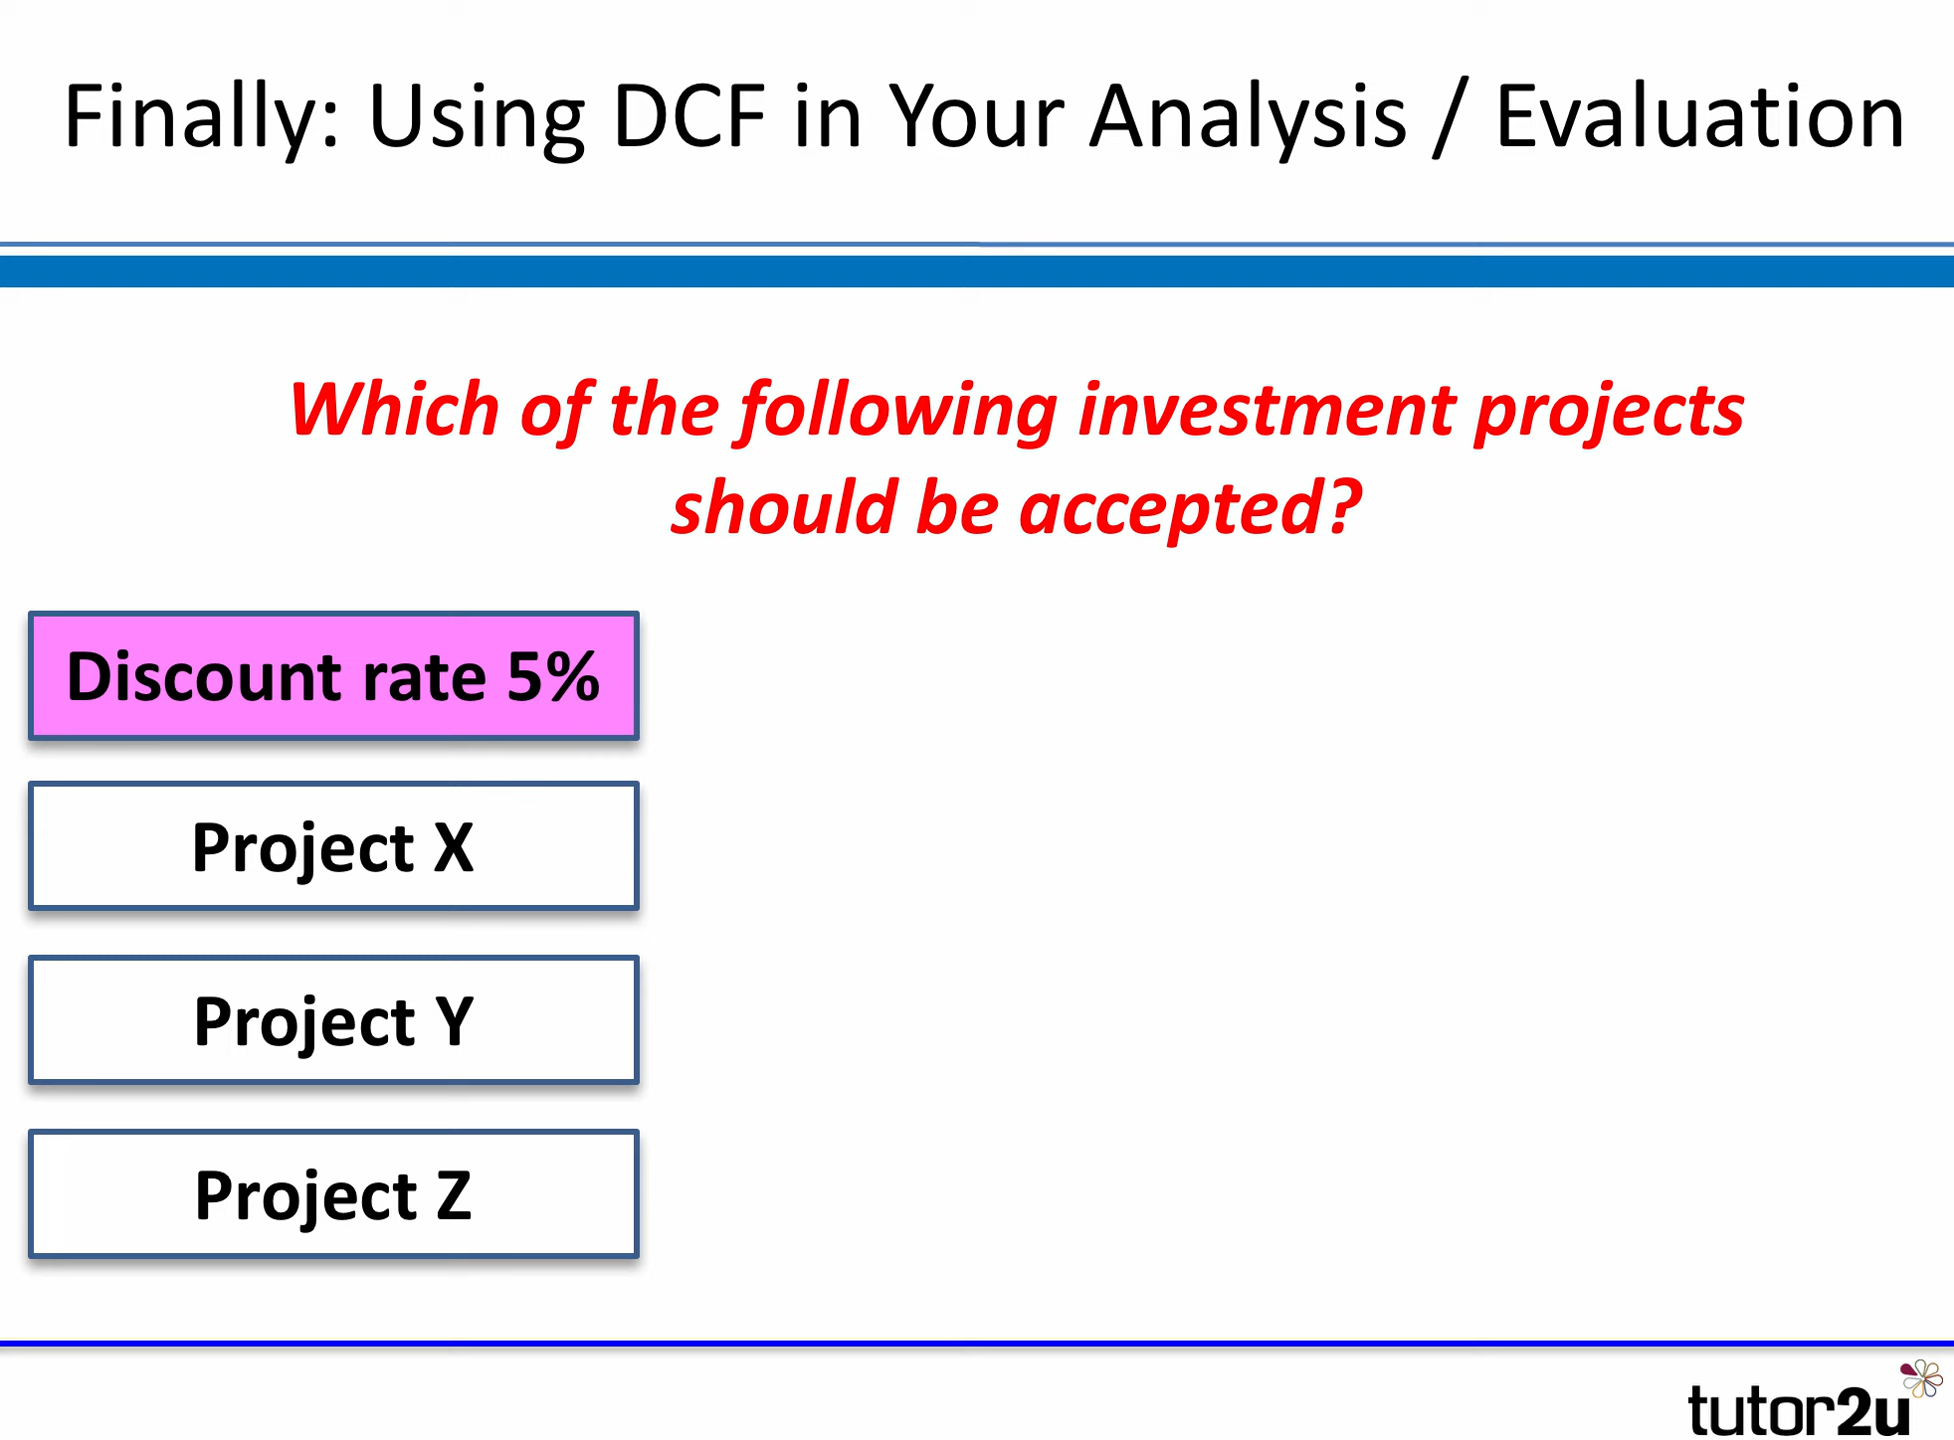 Finally: Using DCF in Your Analysis / Evaluation
Which of the following investment projects
should be accepted?
Discount rate 5%
Project X
Project Y
Project Z
tutor2u